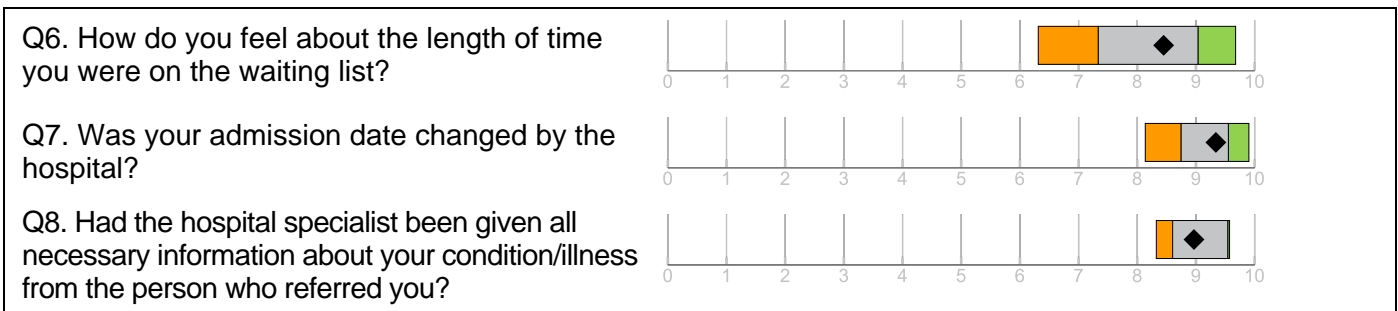 Q6. How do you feel about the length of time
you were on the waiting list?
0 1 2 3 4 5 6 7 8 9 10
Q7. Was your admission date changed by the
hospital?
0 1 2 3 4 5 6 7 8 9 10
Q8. Had the hospital specialist been given all
necessary information about your condition/illness
from the person who referred you?
0 1 2 3 4 5 6 7 8 9 10